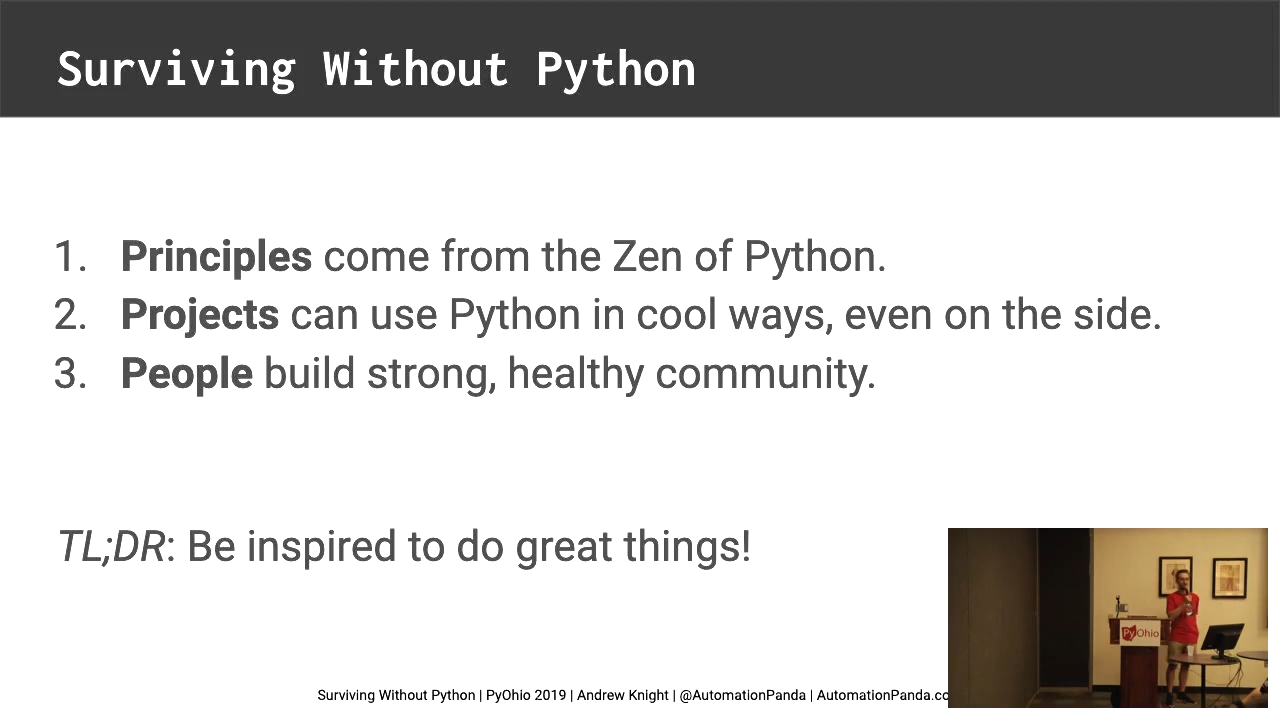 Surviving Without Python
1. Principles come from the Zen of Python.
2. Projects can use Python in cool ways, even on the side.
3. People build strong, healthy community.
TL;DR: Be inspired to do great things!
PyOhio
Surviving Without Python | PyOhio 2019 | Andrew Knight | @AutomationPanda | AutomationPanda.co